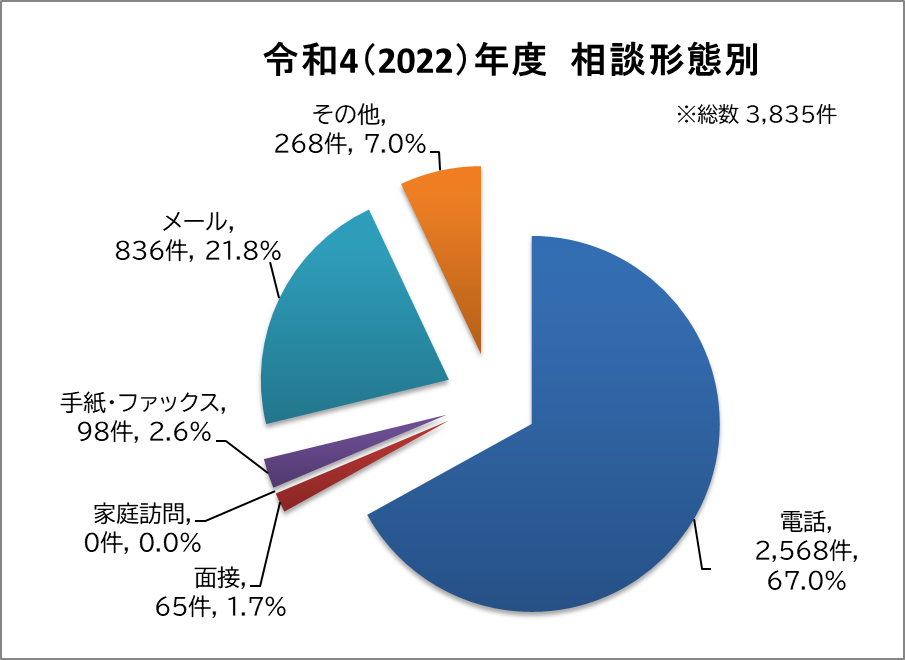 令和4（2022）年度　相談形態別
※総数 3,835件
その他,
268件, 7.0%
メール,
836件, 21.8%
手紙・ファックス,
98件, 2.6%
家庭訪問,
0件, 0.0%
面接,
65件, 1.7%
電話,
2,568件,
67.0%